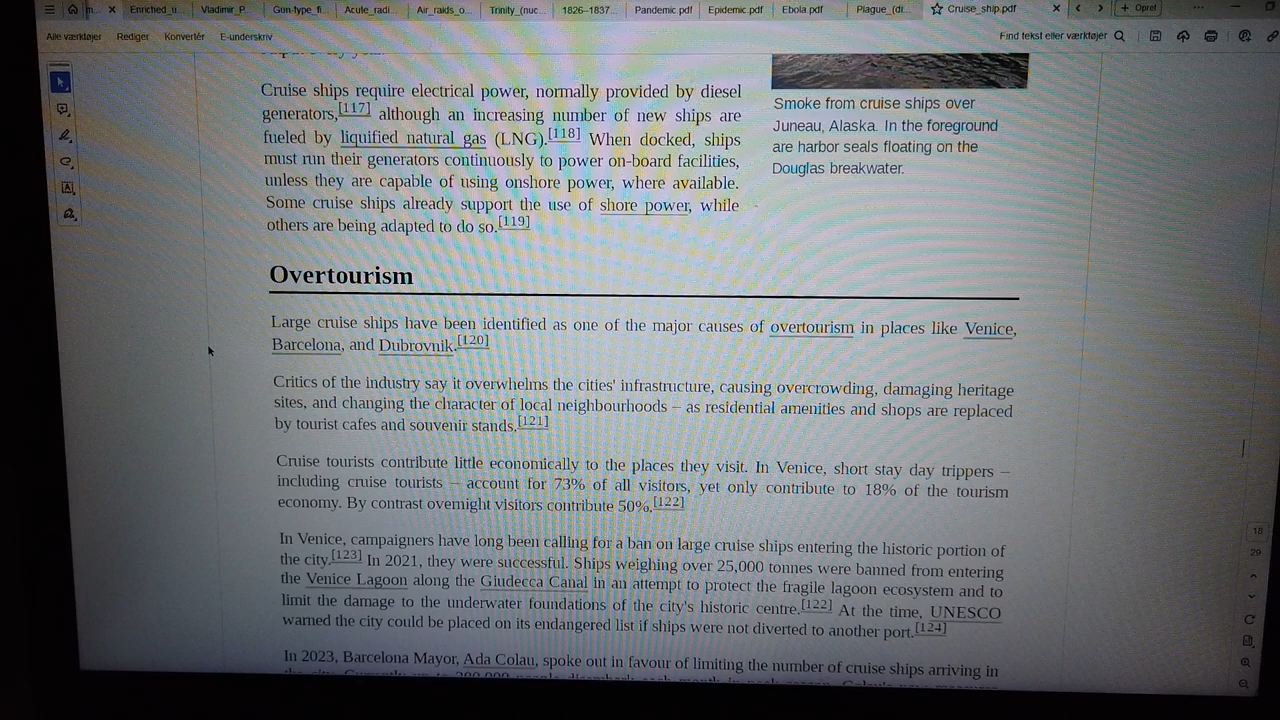 m...
Enriched_u...
Vladimir_P...
Gun-type_fi...
Acute_radi...
Air_raids_o...
Trinity_(nuc...
1826–1837...
Pandemic.pdf
Epidemic.pdf
Ebola.pdf
Plague_(di...
Cruise_ship.pdf
+ Opret
Alle værktøjer
Rediger
Konvertér
E-underskriv
Find tekst eller værktøjer
Cruise ships require electrical power, normally provided by diesel
generators,[117] although an increasing number of new ships are
fueled by liquified natural gas (LNG).[118] When docked, ships
must run their generators continuously to power on-board facilities,
unless they are capable of using onshore power, where available.
Some cruise ships already support the use of shore power, while
others are being adapted to do so.[119]
Smoke from cruise ships over
Juneau, Alaska. In the foreground
are harbor seals floating on the
Douglas breakwater.
Overtourism
Large cruise ships have been identified as one of the major causes of overtourism in places like Venice,
Barcelona, and Dubrovnik.[120]
Critics of the industry say it overwhelms the cities' infrastructure, causing overcrowding, damaging heritage
sites, and changing the character of local neighbourhoods – as residential amenities and shops are replaced
by tourist cafes and souvenir stands.[121]
Cruise tourists contribute little economically to the places they visit. In Venice, short stay day trippers –
including cruise tourists – account for 73% of all visitors, yet only contribute to 18% of the tourism
economy. By contrast overnight visitors contribute 50%.[122]
In Venice, campaigners have long been calling for a ban on large cruise ships entering the historic portion of
the city.[123] In 2021, they were successful. Ships weighing over 25,000 tonnes were banned from entering
the Venice Lagoon along the Giudecca Canal in an attempt to protect the fragile lagoon ecosystem and to
limit the damage to the underwater foundations of the city's historic centre.[122] At the time, UNESCO
warned the city could be placed on its endangered list if ships were not diverted to another port.[124]
In 2023, Barcelona Mayor, Ada Colau, spoke out in favour of limiting the number of cruise ships arriving in
18
29